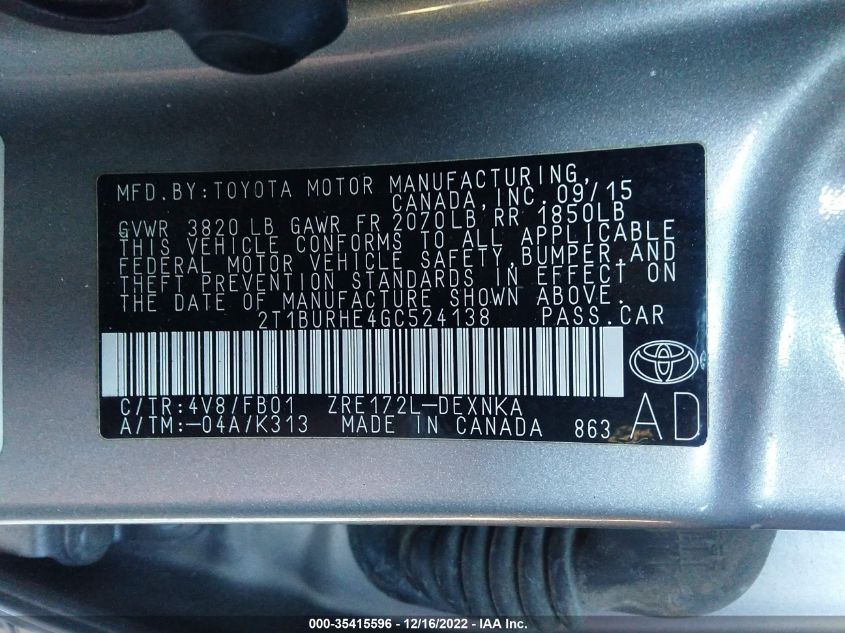 MFD.BY:TOYOTA MOTOR MANUFACTURING,
CANADA,INC.09/15
GVWR 3820 LB GAWR FR 2070LB,RR 1850LB
THIS VEHICLE CONFORMS TO ALL APPLICABLE
FEDERAL MOTOR VEHICLE SAFETY,BUMPER,AND
THEFT PREVENTION STANDARDS IN EFFECT ON
THE DATE OF MANUFACTURE SHOWN ABOVE.
2T1BURHE4GC524138 PASS.CAR
C/TR:4V8/FB01 ZRE172L-DEXNKA
A/TM:-04A/K313 MADE IN CANADA 863 AD
000-35415596 - 12/16/2022 - IAA Inc.